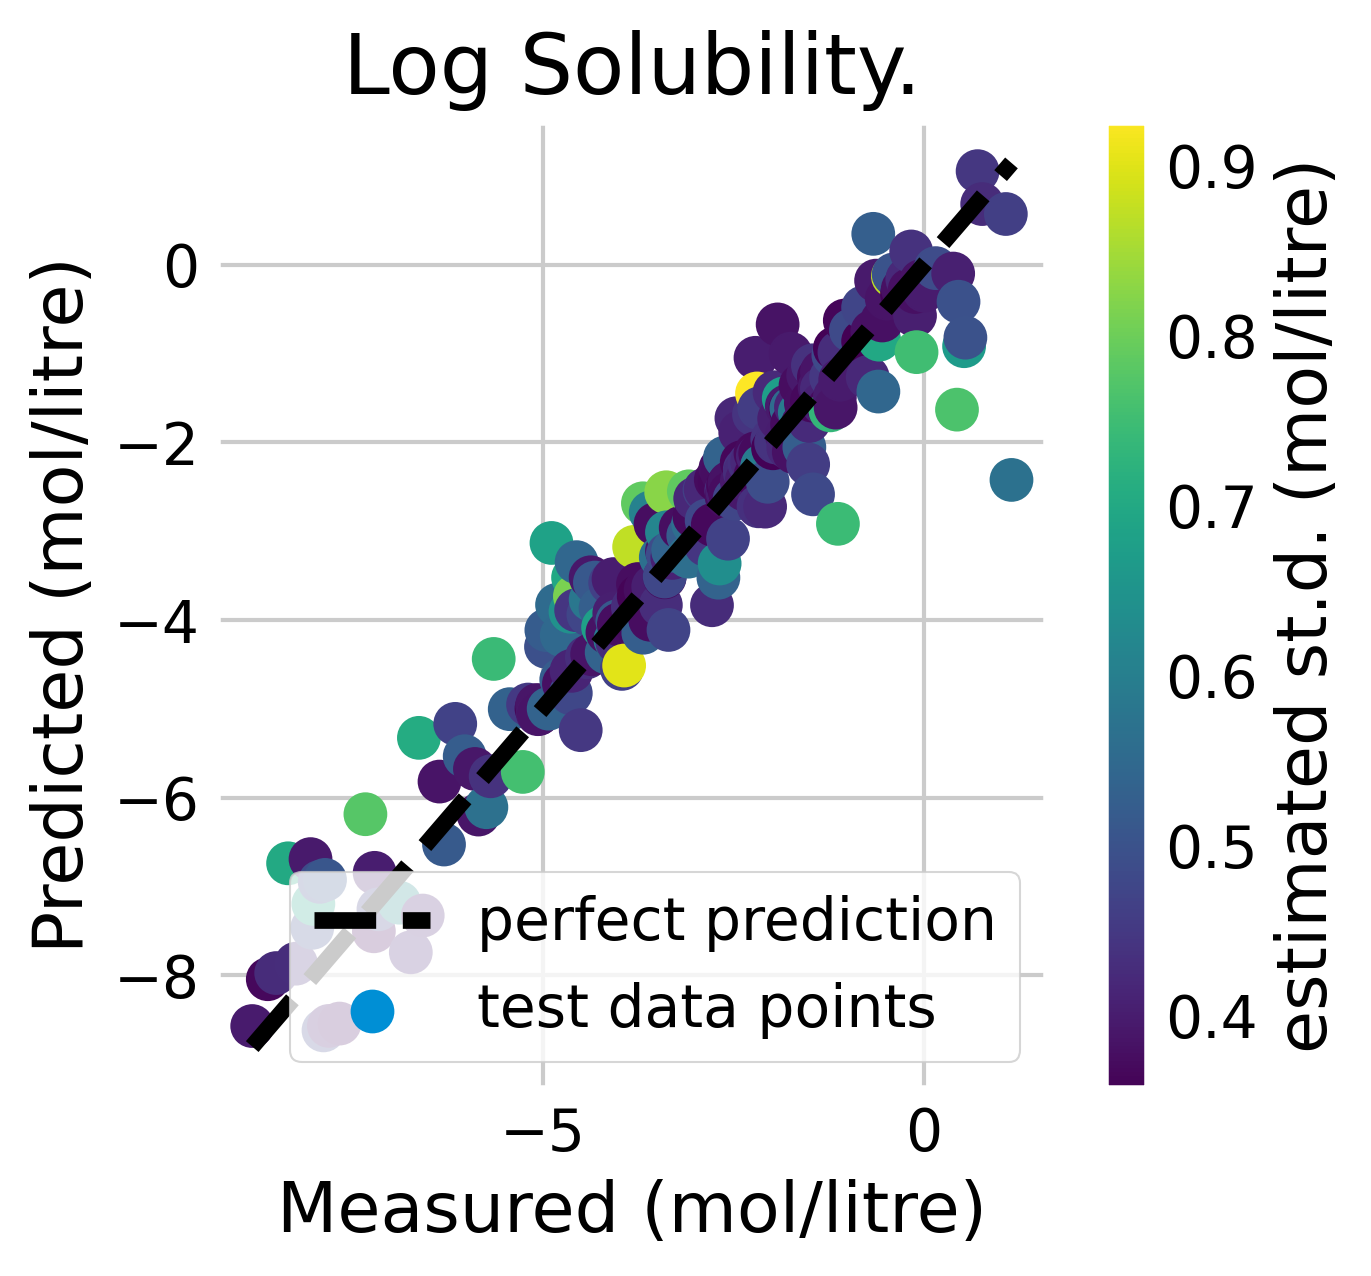 Log Solubility.
Predicted (mol/litre)
0
−2
−4
−6
−8
perfect prediction
test data points
−5
0
Measured (mol/litre)
0.9
0.8
0.7
0.6
0.5
0.4
estimated st.d. (mol/litre)